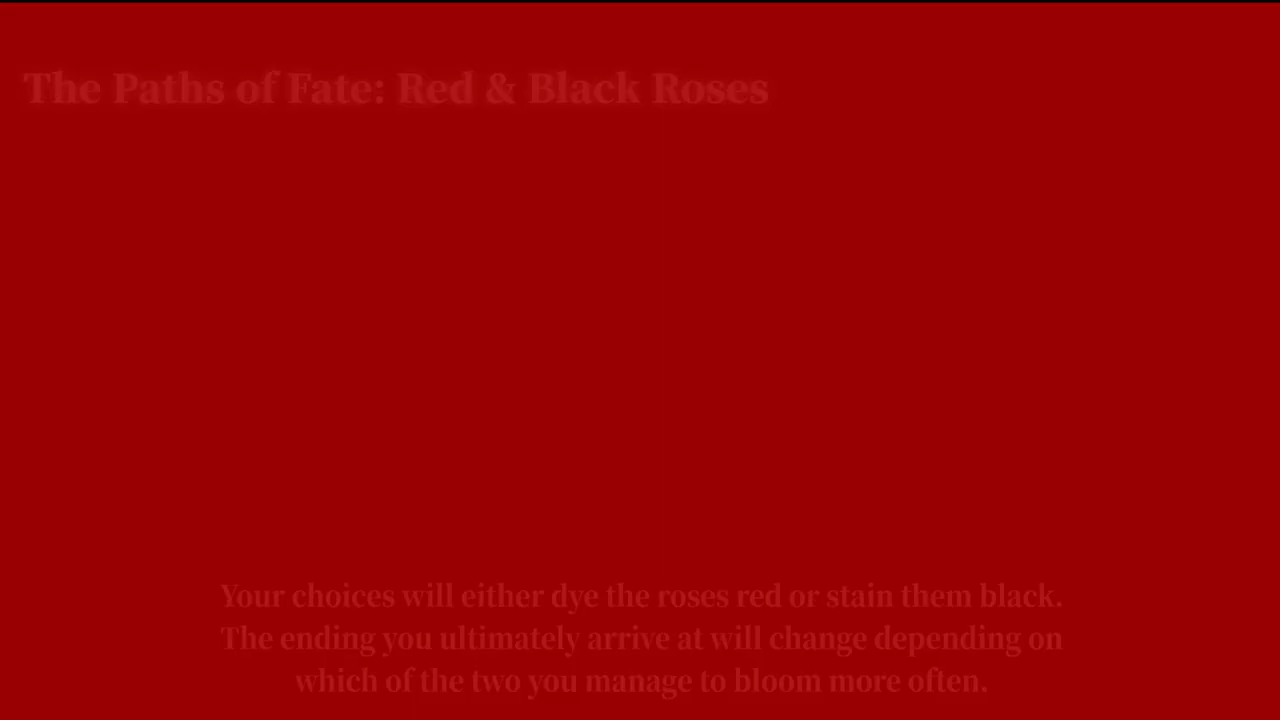 The Paths of Fate: Red & Black Roses
Your choices will either dye the roses red or stain them black.
The ending you ultimately arrive at will change depending on
which of the two you manage to bloom more often.